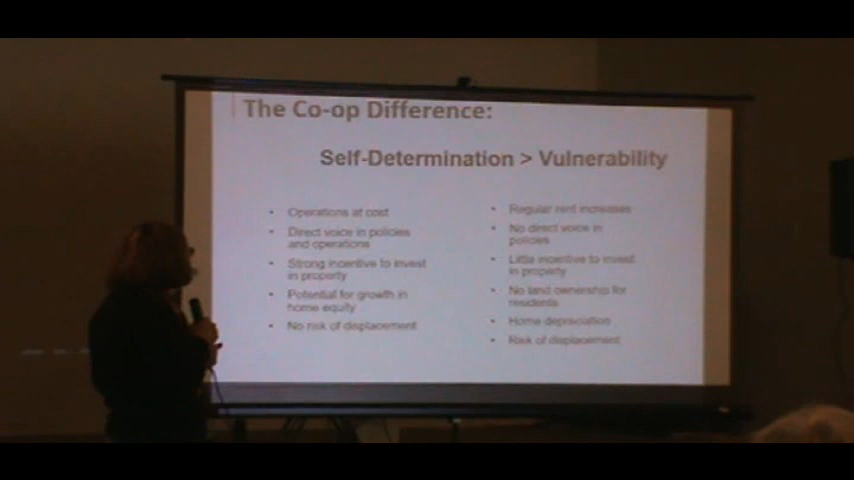 The Co-op Difference:
Self-Determination > Vulnerability
• Operations at cost
• Direct voice in policies
and operations
• Strong incentive to invest
in property
• Potential for growth in
home equity
• No risk of displacement
• Regular rent increases
• No direct voice in
policies
• Little incentive to invest
in property
• No land ownership for
residents
• Home depreciation
• Risk of displacement